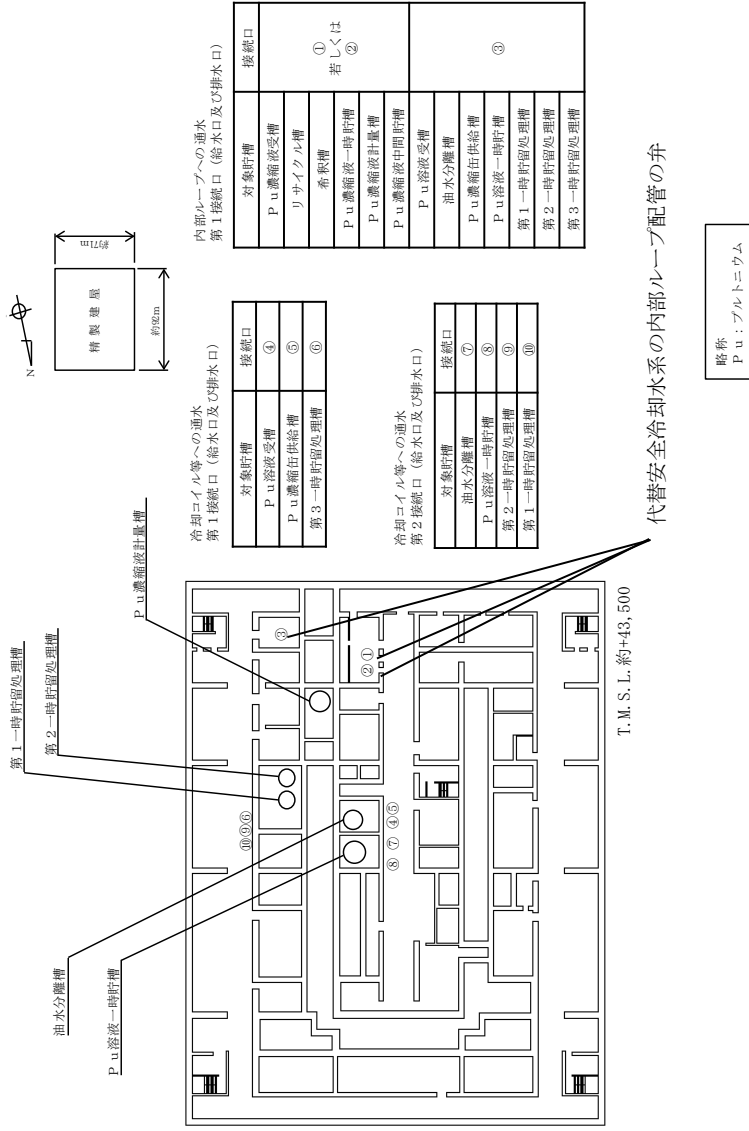 N
精製建屋
約92m
約71m
内部ループへの通水
第1接続口（給水口及び排水口）
対象貯槽 接続口
Pu濃縮液受槽 ①若しくは②
リサイクル槽
希釈槽
Pu濃縮液一時貯槽
Pu濃縮液計量槽
Pu濃縮液中間貯槽
Pu溶液受槽 ③
油水分離槽
Pu濃縮缶供給槽
Pu溶液一時貯槽
第1一時貯留処理槽
第2一時貯留処理槽
第3一時貯留処理槽
冷却コイル等への通水
第1接続口（給水口及び排水口）
対象貯槽 接続口
Pu溶液受槽 ④
Pu濃縮缶供給槽 ⑤
第3一時貯留処理槽 ⑥
冷却コイル等への通水
第2接続口（給水口及び排水口）
対象貯槽 接続口
油水分離槽 ⑦
Pu溶液一時貯槽 ⑧
第2一時貯留処理槽 ⑨
第1一時貯留処理槽 ⑩
油水分離槽
Pu溶液一時貯槽
第1一時貯留処理槽
第2一時貯留処理槽
Pu濃縮液計量槽
⑩⑨⑥
③
②①
⑧⑦ ④⑤
T.M.S.L.約+43,500
代替安全冷却水系の内部ループ配管の弁
略称
Pu：プルトニウム